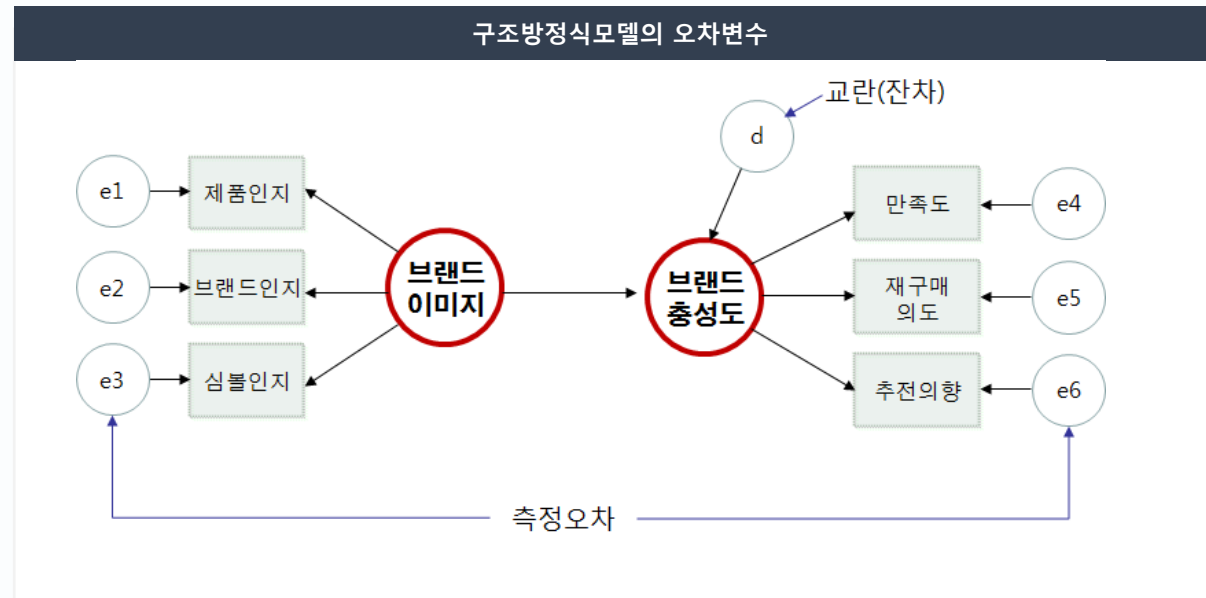 구조방정식모델의 오차변수
교란(잔차)
d
e1
제품인지
만족도
e4
e2
브랜드인지
브랜드
이미지
브랜드
충성도
재구매
의도
e5
e3
심볼인지
추전의향
e6
측정오차